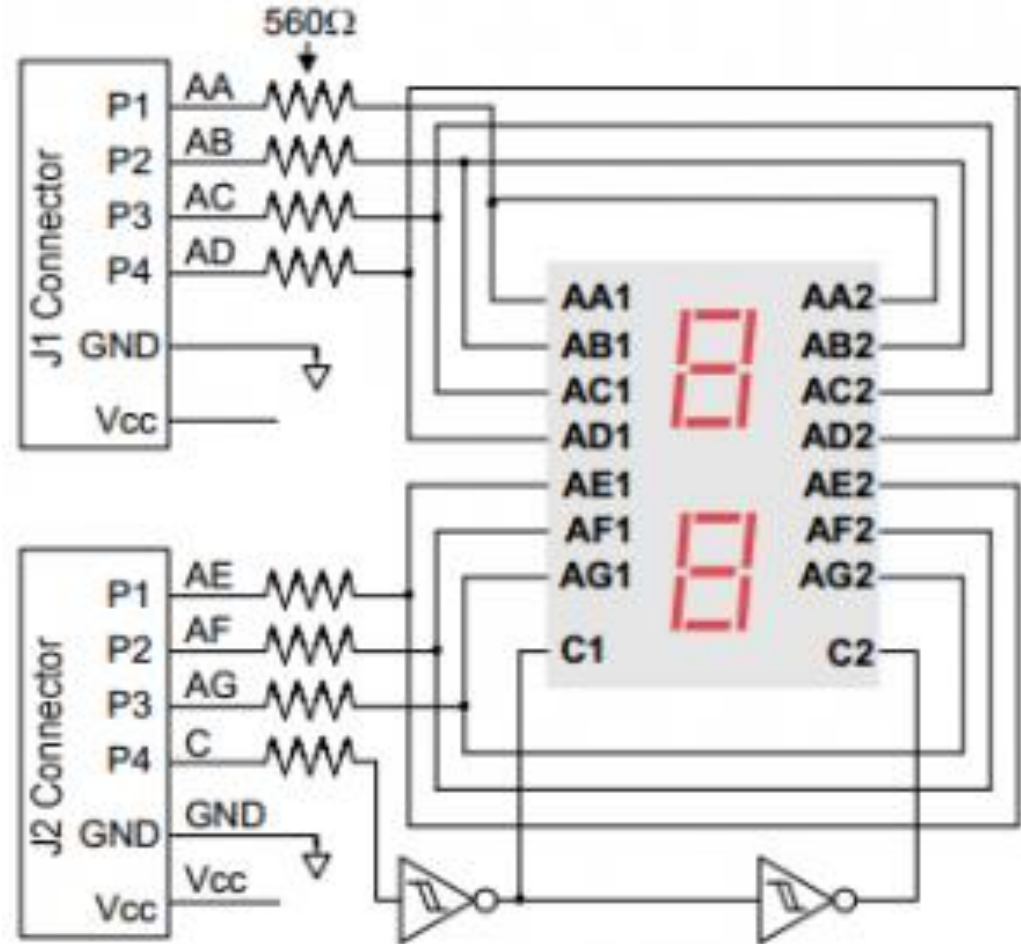 560Ω
J1 Connector
P1 AA
P2 AB
P3 AC
P4 AD
GND
Vcc
AA1 AA2
AB1 AB2
AC1 AC2
AD1 AD2
AE1 AE2
AF1 AF2
AG1 AG2
C1 C2
J2 Connector
P1 AE
P2 AF
P3 AG
P4 C
GND GND
Vcc Vcc